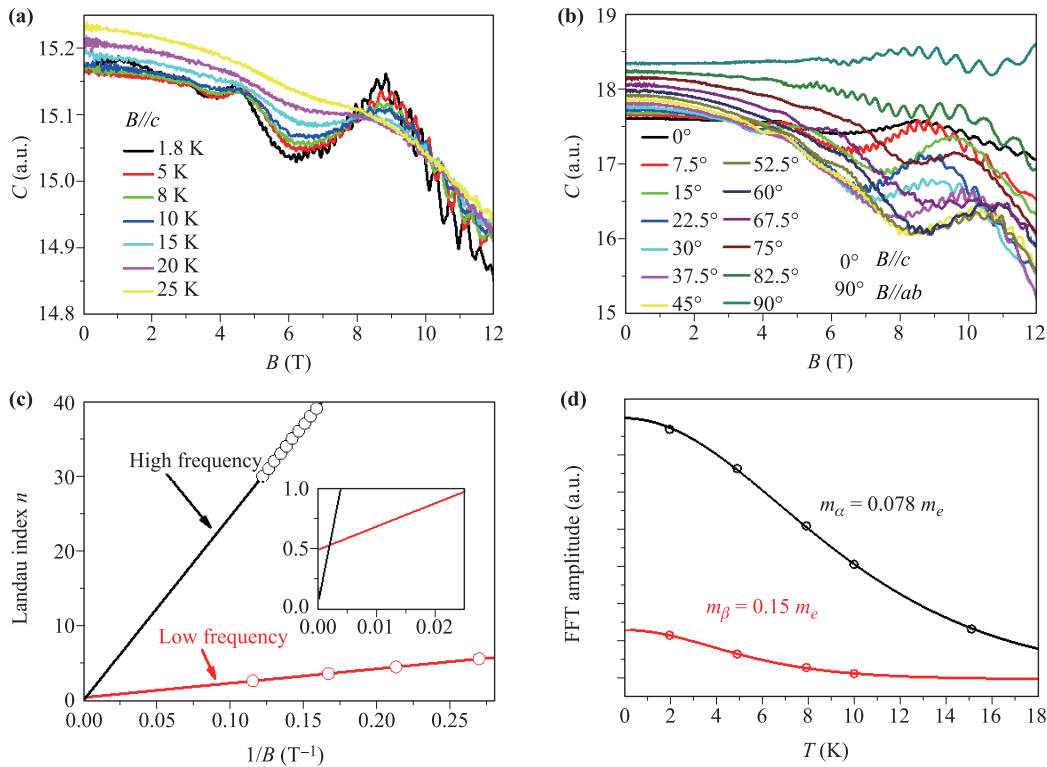 (a)
15.2
15.1
15.0
14.9
14.8
C (a.u.)
B//c
1.8 K
5 K
8 K
10 K
15 K
20 K
25 K
0 2 4 6 8 10 12
B (T)
(b)
19
18
17
16
15
C (a.u.)
0°
7.5° 52.5°
15° 60°
22.5° 67.5°
30° 75°
37.5° 82.5°
45° 90°
0° B//c
90° B//ab
0 2 4 6 8 10 12
B (T)
(c)
40
30
20
10
0
Landau index n
High frequency
Low frequency
1.0
0.5
0.0
0.00 0.01 0.02
0.00 0.05 0.10 0.15 0.20 0.25
1/B (T⁻¹)
(d)
FFT amplitude (a.u.)
mα = 0.078 me
mβ = 0.15 me
0 2 4 6 8 10 12 14 16 18
T (K)